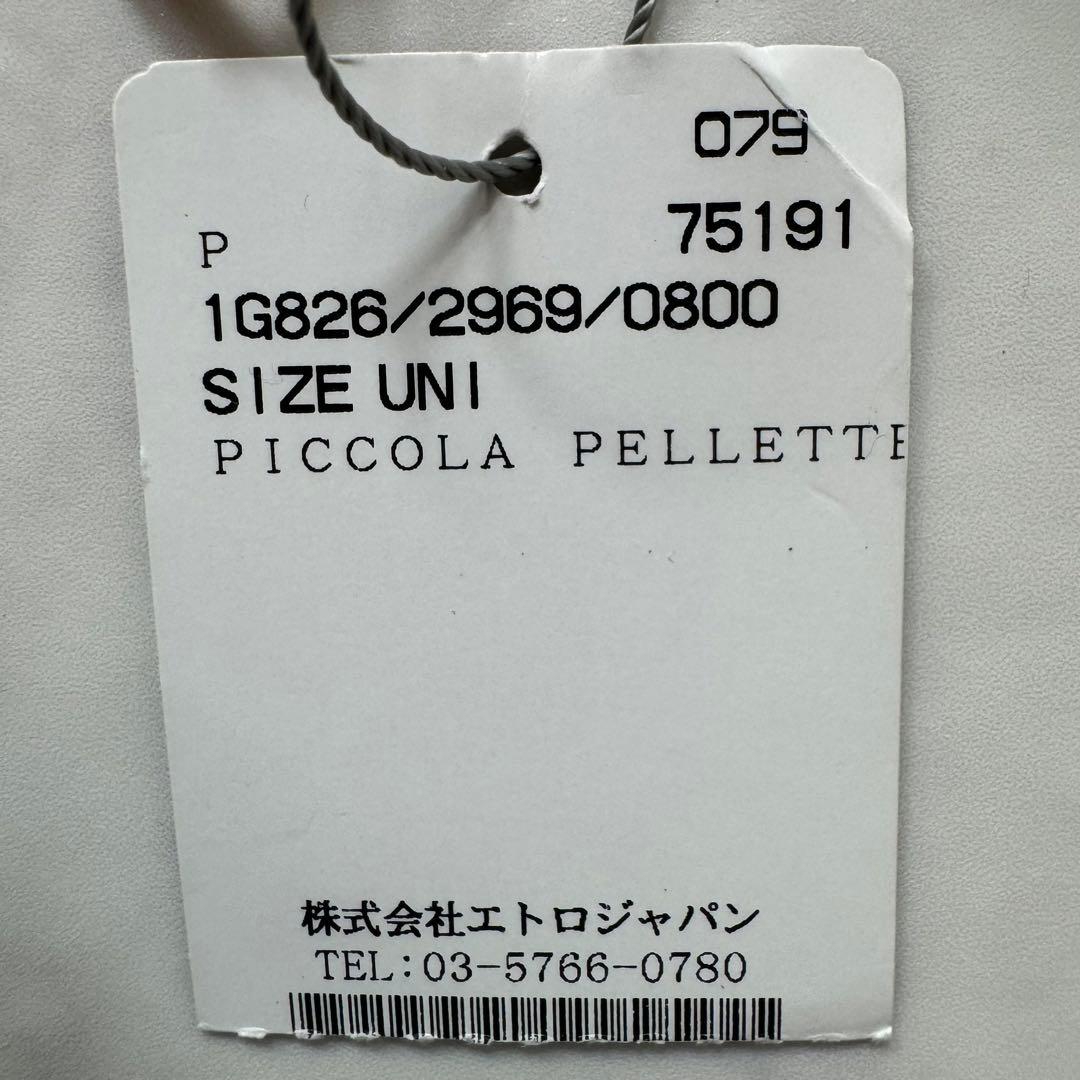 079
75191
P
1G826/2969/0800
SIZE UNI
PICCOLA PELLETTE
株式会社エトロジャパン
TEL:03-5766-0780